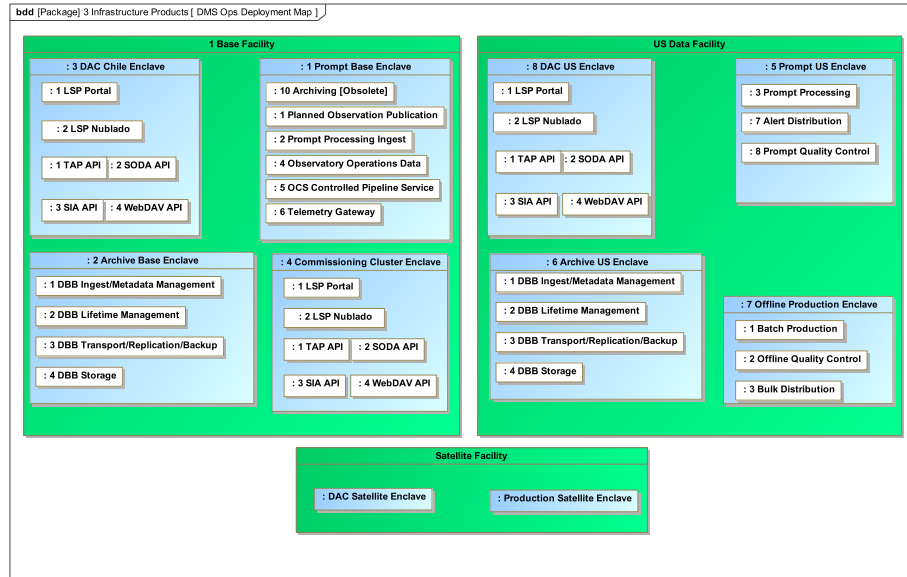 bdd [Package] 3 Infrastructure Products [ DMS Ops Deployment Map ]
1 Base Facility
: 3 DAC Chile Enclave
: 1 LSP Portal
: 2 LSP Nublado
: 1 TAP API
: 2 SODA API
: 3 SIA API
: 4 WebDAV API
: 1 Prompt Base Enclave
: 10 Archiving [Obsolete]
: 1 Planned Observation Publication
: 2 Prompt Processing Ingest
: 4 Observatory Operations Data
: 5 OCS Controlled Pipeline Service
: 6 Telemetry Gateway
: 2 Archive Base Enclave
: 1 DBB Ingest/Metadata Management
: 2 DBB Lifetime Management
: 3 DBB Transport/Replication/Backup
: 4 DBB Storage
: 4 Commissioning Cluster Enclave
: 1 LSP Portal
: 2 LSP Nublado
: 1 TAP API
: 2 SODA API
: 3 SIA API
: 4 WebDAV API
US Data Facility
: 8 DAC US Enclave
: 1 LSP Portal
: 2 LSP Nublado
: 1 TAP API
: 2 SODA API
: 3 SIA API
: 4 WebDAV API
: 5 Prompt US Enclave
: 3 Prompt Processing
: 7 Alert Distribution
: 8 Prompt Quality Control
: 6 Archive US Enclave
: 1 DBB Ingest/Metadata Management
: 2 DBB Lifetime Management
: 3 DBB Transport/Replication/Backup
: 4 DBB Storage
: 7 Offline Production Enclave
: 1 Batch Production
: 2 Offline Quality Control
: 3 Bulk Distribution
Satellite Facility
: DAC Satellite Enclave
: Production Satellite Enclave